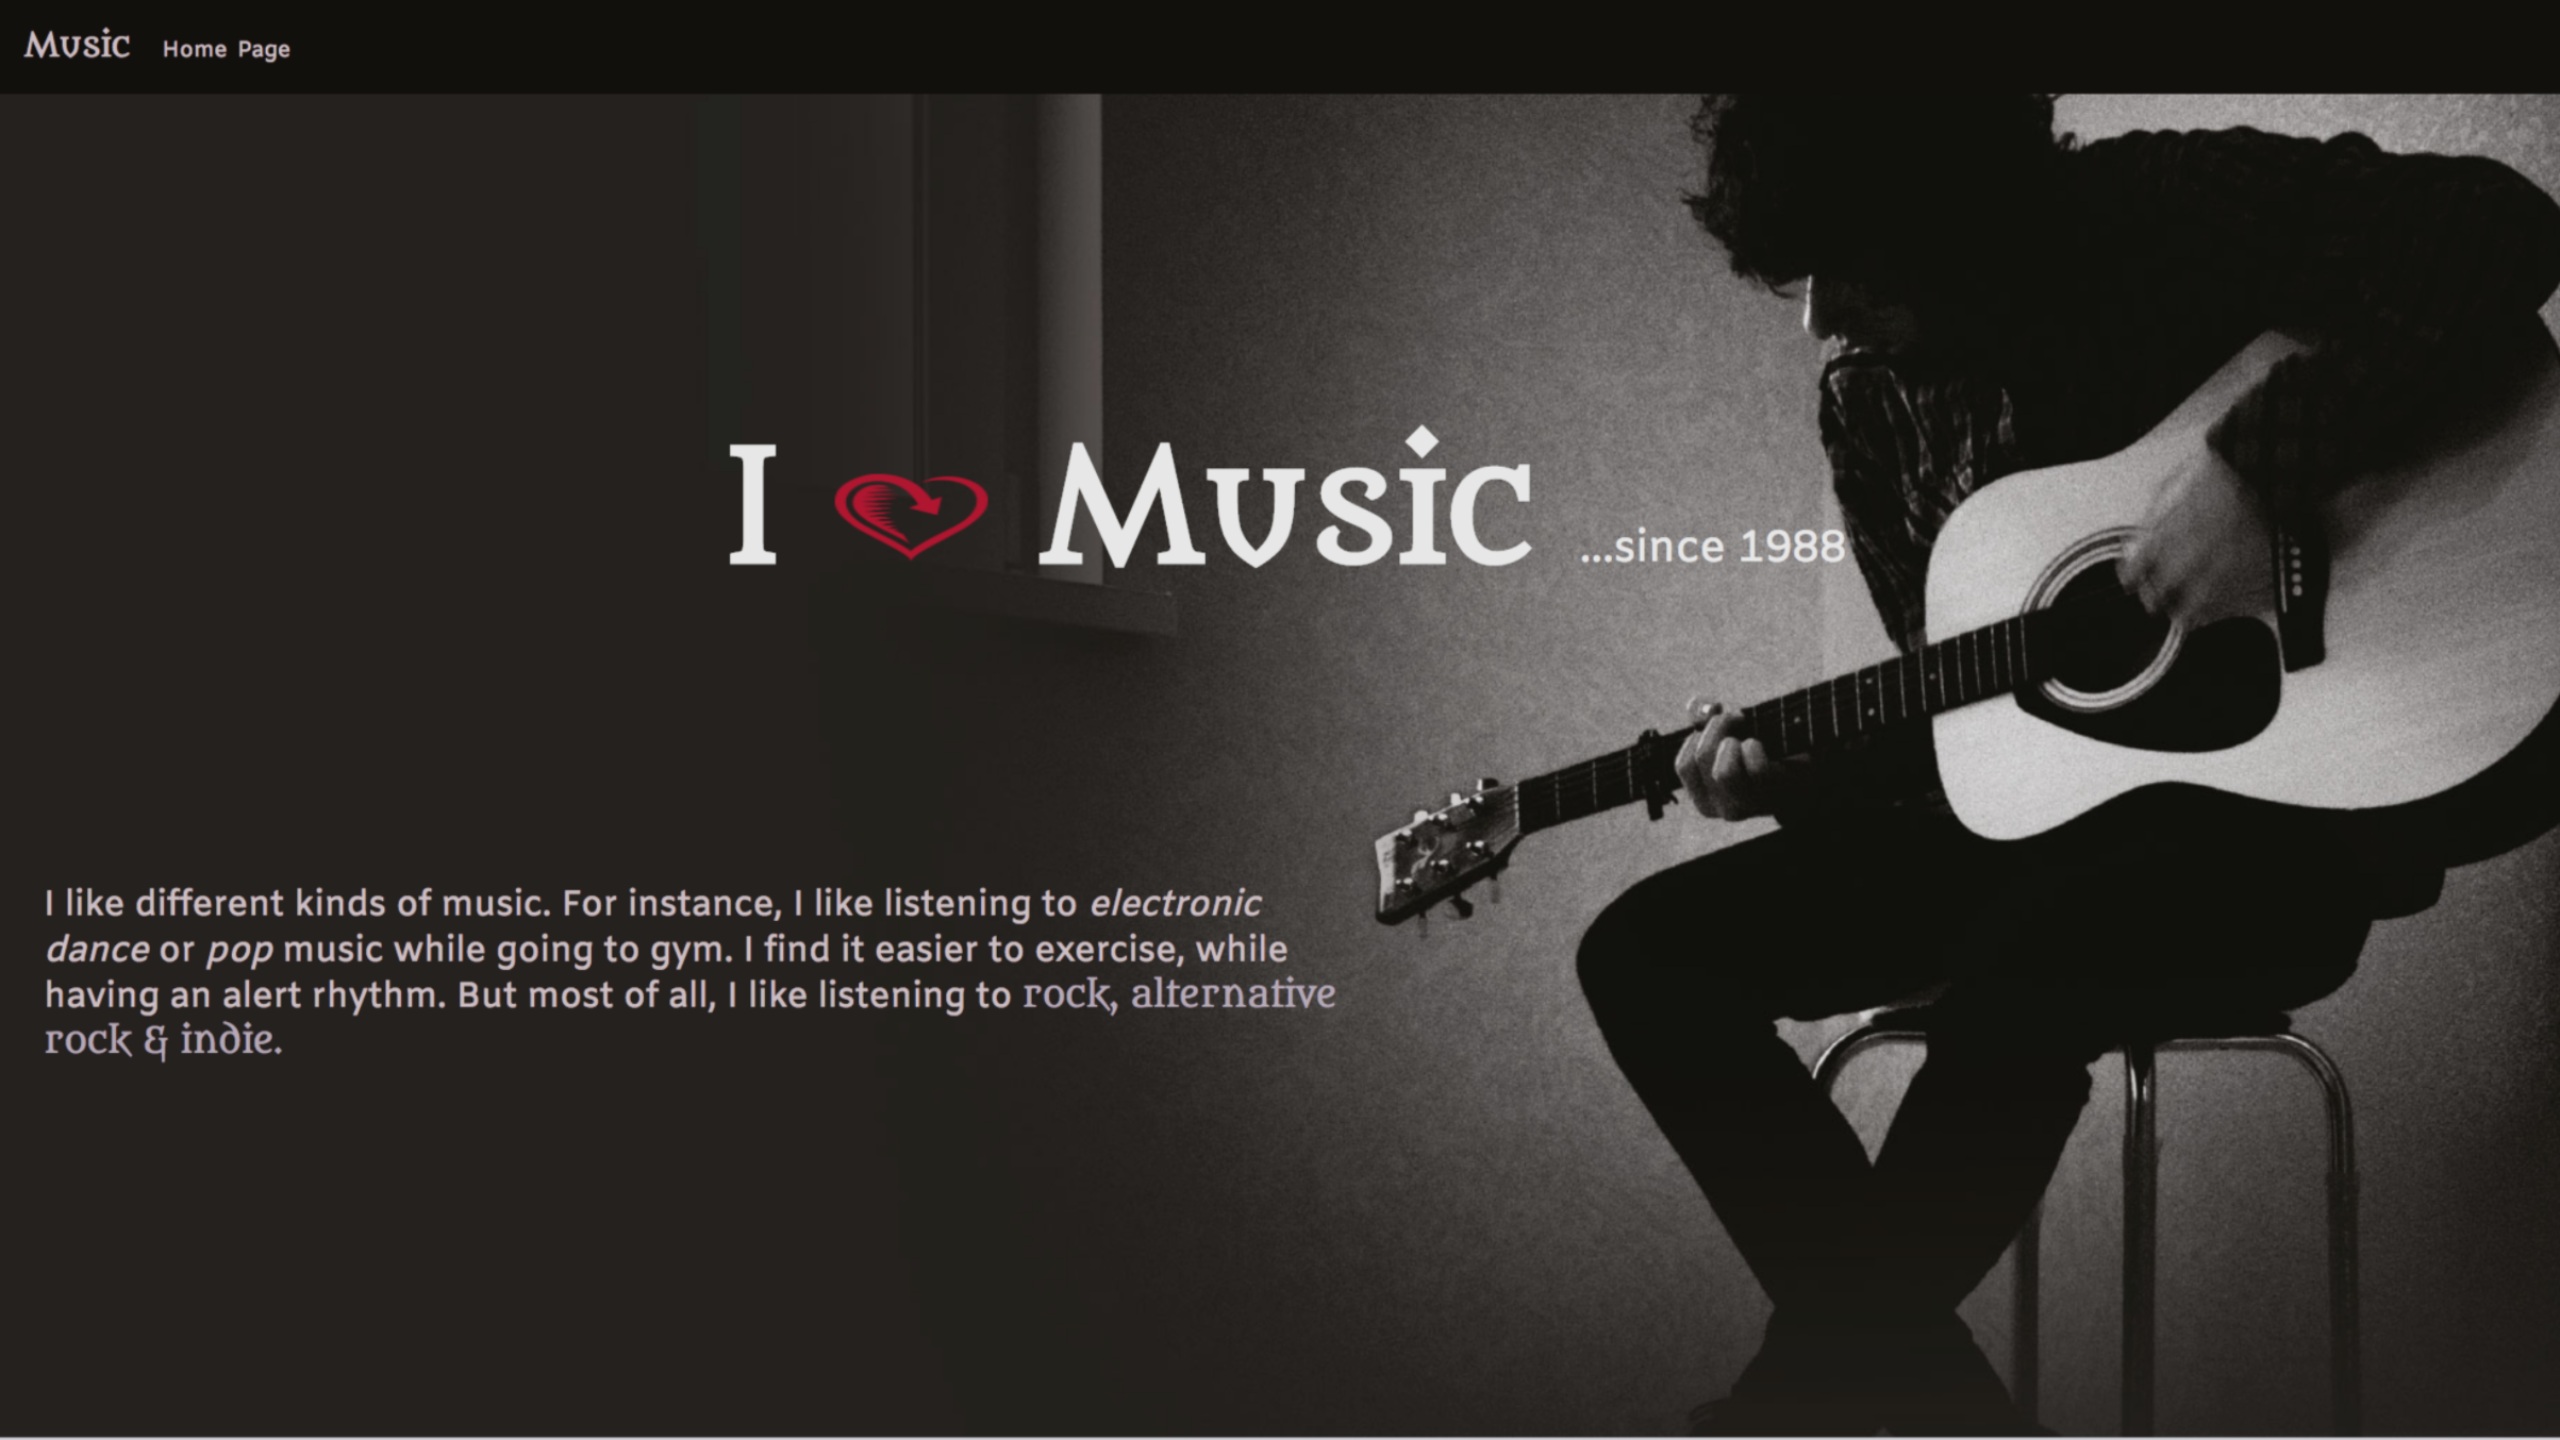 Music Home Page
I Music ...since 1988
I like different kinds of music. For instance, I like listening to electronic
dance or pop music while going to gym. I find it easier to exercise, while
having an alert rhythm. But most of all, I like listening to rock, alternative
rock & indie.